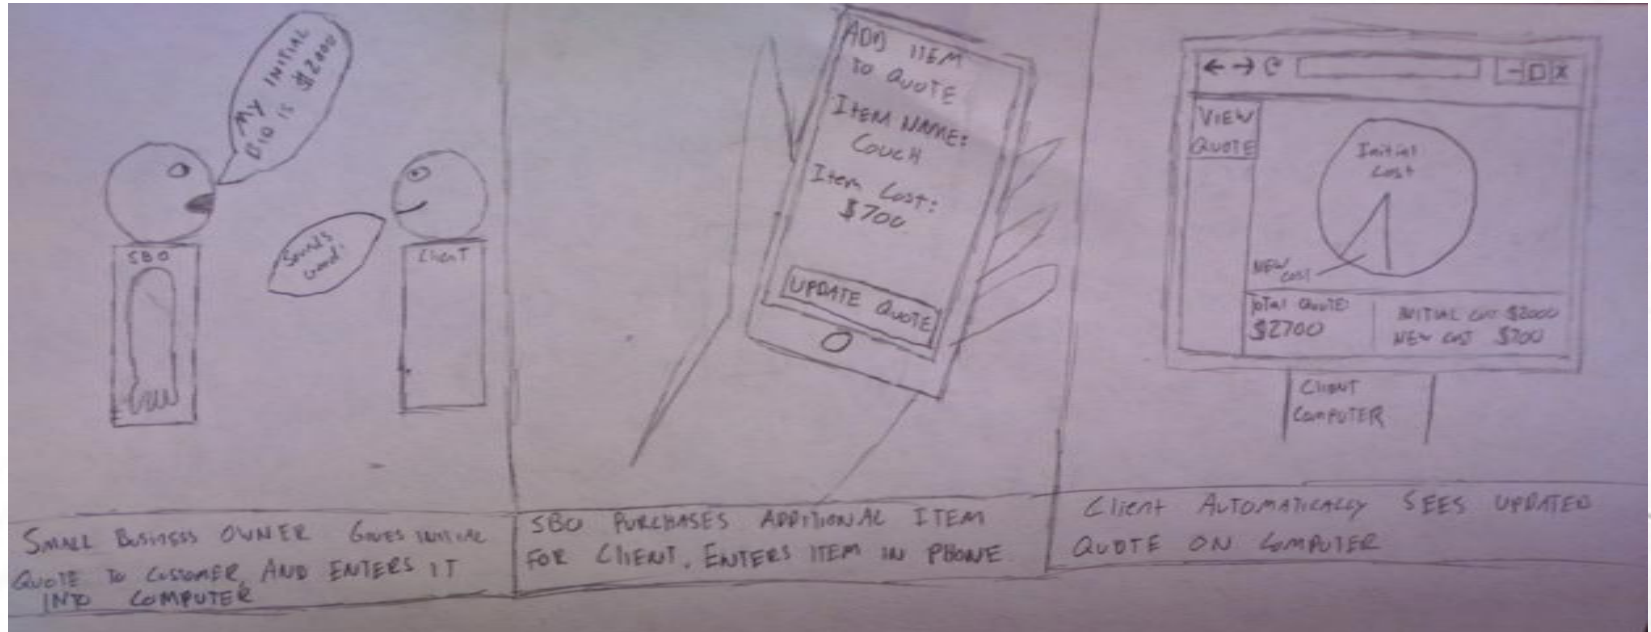 MY INITIAL
BID IS $2000
Sounds
Good!
SBO
ClienT
SMALL BUSINESS OWNER GIVES INITIAL
QUOTE TO CUSTOMER, AND ENTERS IT
INTO COMPUTER
ADD ITEM
TO QUOTE
ITEM NAME:
COUCH
Item Cost:
$700
UPDATE QUOTE
SBO PURCHASES ADDITIONAL ITEM
FOR CLIENT, ENTERS ITEM IN PHONE
VIEW
QUOTE
Initial
Cost
NEW
COST
TOTAL QUOTE:
$2700
INITIAL COST $2000
NEW COST $700
CLIENT
COMPUTER
Client AUTOMATICALLY SEES UPDATED
QUOTE ON COMPUTER